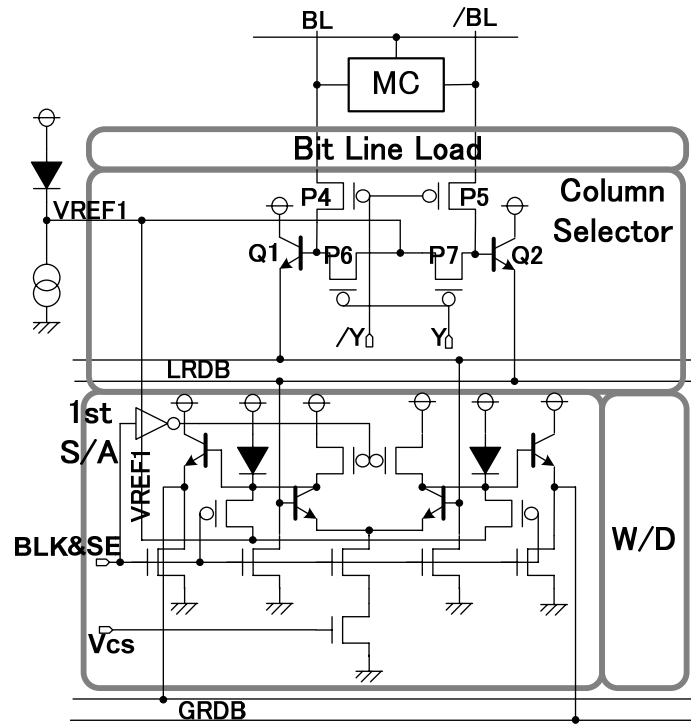 BL /BL
MC
Bit Line Load
P4 P5
Column
Selector
VREF1
Q1 P6 P7 Q2
/Y Y
LRDB
1st
S/A
VREF1
BLK&SE
W/D
Vcs
GRDB